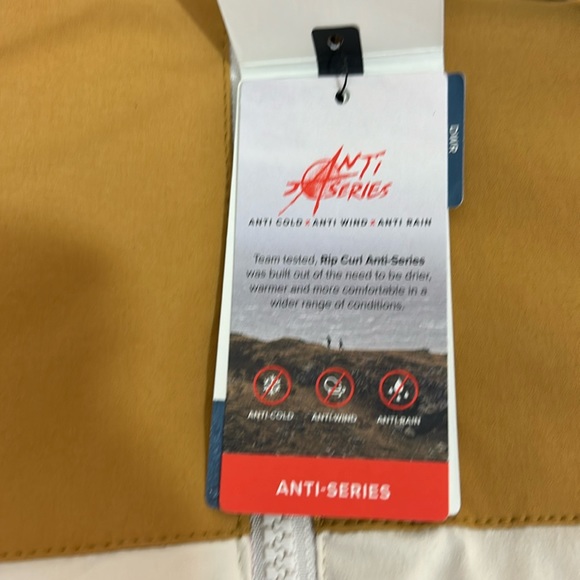 ANTI
SERIES
ANTI COLD × ANTI WIND × ANTI RAIN
Team tested, Rip Curl Anti-Series
was built out of the need to be drier,
warmer and more comfortable in a
wider range of conditions.
ANTI-COLD ANTI-WIND ANTI-RAIN
ANTI-SERIES